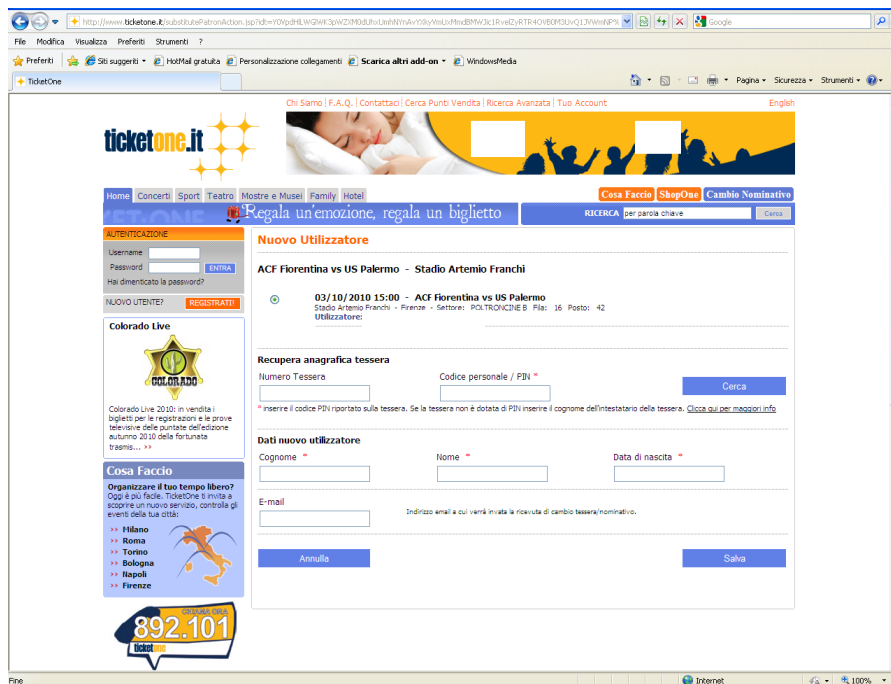 http://www.ticketone.it/substitutePatronAction.
Google
File Modifica Visualizza Preferiti Strumenti ?
Preferiti Siti suggeriti HotMail gratuita Personalizzazione collegamenti Scarica altri add-on WindowsMedia
TicketOne
Pagina Sicurezza Strumenti
Chi Siamo | F.A.Q. | Contattaci | Cerca Punti Vendita | Ricerca Avanzata | Tuo Account English
ticketone.it
Home Concerti Sport Teatro Mostre e Musei Family Hotel
Cosa Faccio ShopOne Cambio Nominativo
Regala un'emozione, regala un biglietto
RICERCA per parola chiave Cerca
AUTENTICAZIONE
Username
Password ENTRA
Hai dimenticato la password?
NUOVO UTENTE? REGISTRATI!
Colorado Live
COLORADO
Colorado Live 2010: in vendita i
biglietti per le registrazioni e le prove
televisive delle puntate dell'edizione
autunno 2010 della fortunata
trasmis... >>
Cosa Faccio
Organizzare il tuo tempo libero?
Oggi è più facile. TicketOne ti invita a
scoprire un nuovo servizio, controlla gli
eventi della tua città:
>> Milano
>> Roma
>> Torino
>> Bologna
>> Napoli
>> Firenze
CHIAMA ORA
892.101
ticket
Nuovo Utilizzatore
ACF Fiorentina vs US Palermo - Stadio Artemio Franchi
03/10/2010 15:00 - ACF Fiorentina vs US Palermo
Stadio Artemio Franchi - Firenze - Settore: POLTRONCINE B Fila: 16 Posto: 42
Utilizzatore:
Recupera anagrafica tessera
Numero Tessera Codice personale / PIN *
Cerca
* inserire il codice PIN riportato sulla tessera. Se la tessera non è dotata di PIN inserire il cognome dell'intestatario della tessera. Clicca qui per maggiori info
Dati nuovo utilizzatore
Cognome * Nome * Data di nascita *
E-mail
Indirizzo email a cui verrà invata la ricevuta di cambio tessera/nominativo.
Annulla Salva
Fine Internet 100%